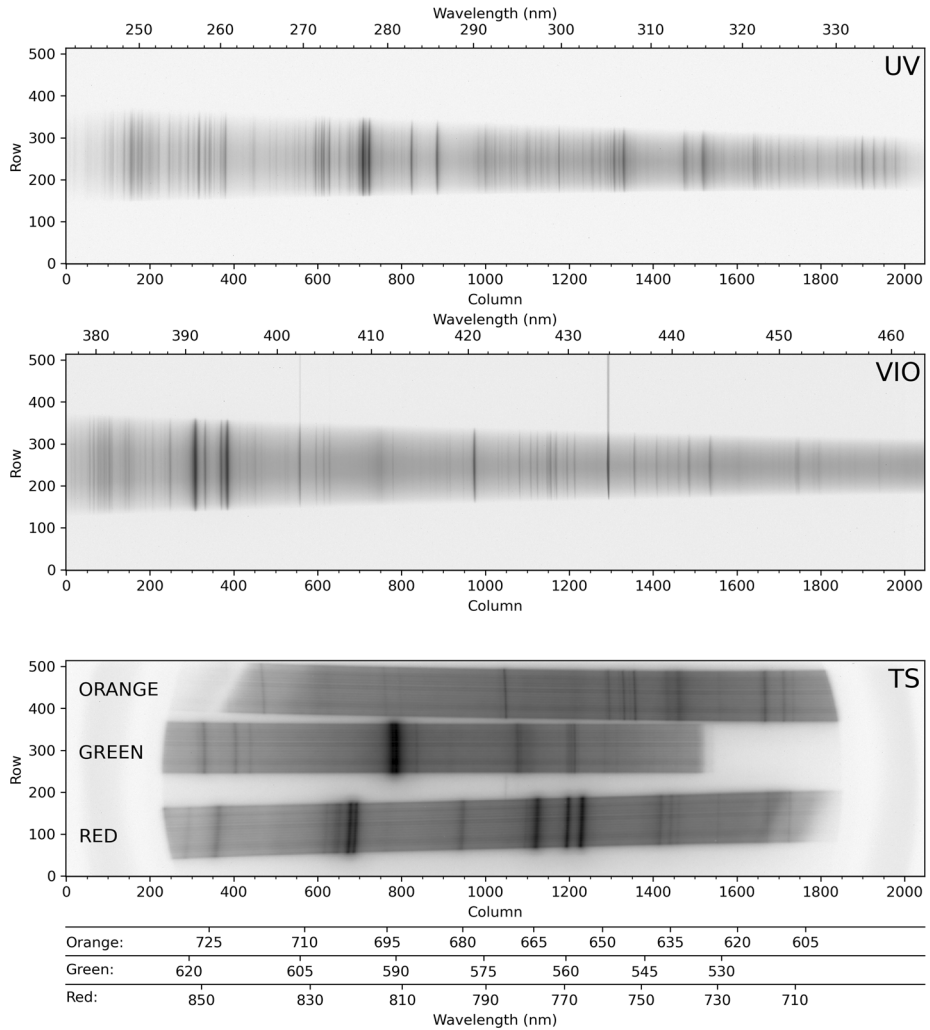 Wavelength (nm)
250 260 270 280 290 300 310 320 330
UV
500
400
300
200
100
0
Row
0 200 400 600 800 1000 1200 1400 1600 1800 2000
Column
Wavelength (nm)
380 390 400 410 420 430 440 450 460
VIO
500
400
300
200
100
0
Row
0 200 400 600 800 1000 1200 1400 1600 1800 2000
Column
TS
500
400
300
200
100
0
Row
ORANGE
GREEN
RED
0 200 400 600 800 1000 1200 1400 1600 1800 2000
Column
Orange: 725 710 695 680 665 650 635 620 605
Green: 620 605 590 575 560 545 530
Red: 850 830 810 790 770 750 730 710
Wavelength (nm)